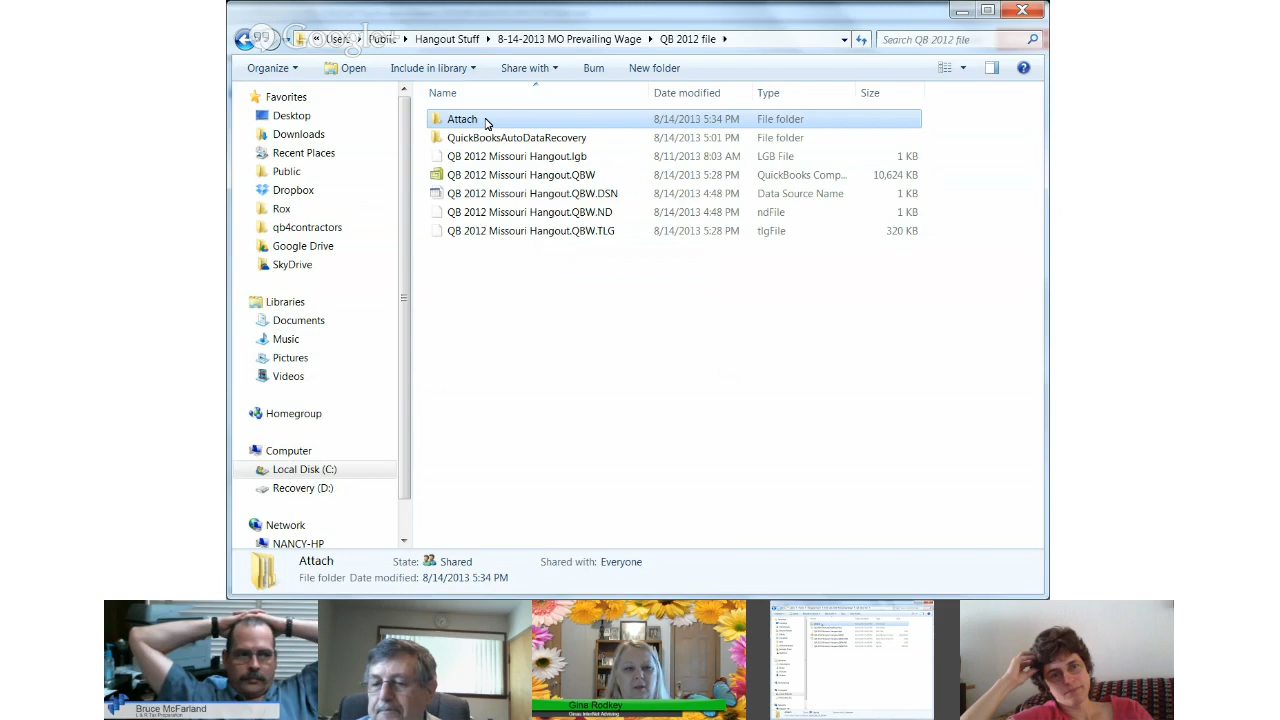 Google+
« Users ▸ Public ▸ Hangout Stuff ▸ 8-14-2013 MO Prevailing Wage ▸ QB 2012 file ▸
Search QB 2012 file
Organize Open Include in library Share with Burn New folder
Name Date modified Type Size
Favorites
Desktop
Downloads
Recent Places
Public
Dropbox
Rox
qb4contractors
Google Drive
SkyDrive
Libraries
Documents
Music
Pictures
Videos
Homegroup
Computer
Local Disk (C:)
Recovery (D:)
Network
NANCY-HP
Attach 8/14/2013 5:34 PM File folder
QuickBooksAutoDataRecovery 8/14/2013 5:01 PM File folder
QB 2012 Missouri Hangout.lgb 8/11/2013 8:03 AM LGB File 1 KB
QB 2012 Missouri Hangout.QBW 8/14/2013 5:28 PM QuickBooks Comp... 10,624 KB
QB 2012 Missouri Hangout.QBW.DSN 8/14/2013 4:48 PM Data Source Name 1 KB
QB 2012 Missouri Hangout.QBW.ND 8/14/2013 4:48 PM ndFile 1 KB
QB 2012 Missouri Hangout.QBW.TLG 8/14/2013 5:28 PM tlgFile 320 KB
Attach State: Shared Shared with: Everyone
File folder Date modified: 8/14/2013 5:34 PM
Bruce McFarland
L & R Tax Preparation
Gina Rodkey
Ginas InterNet Advising